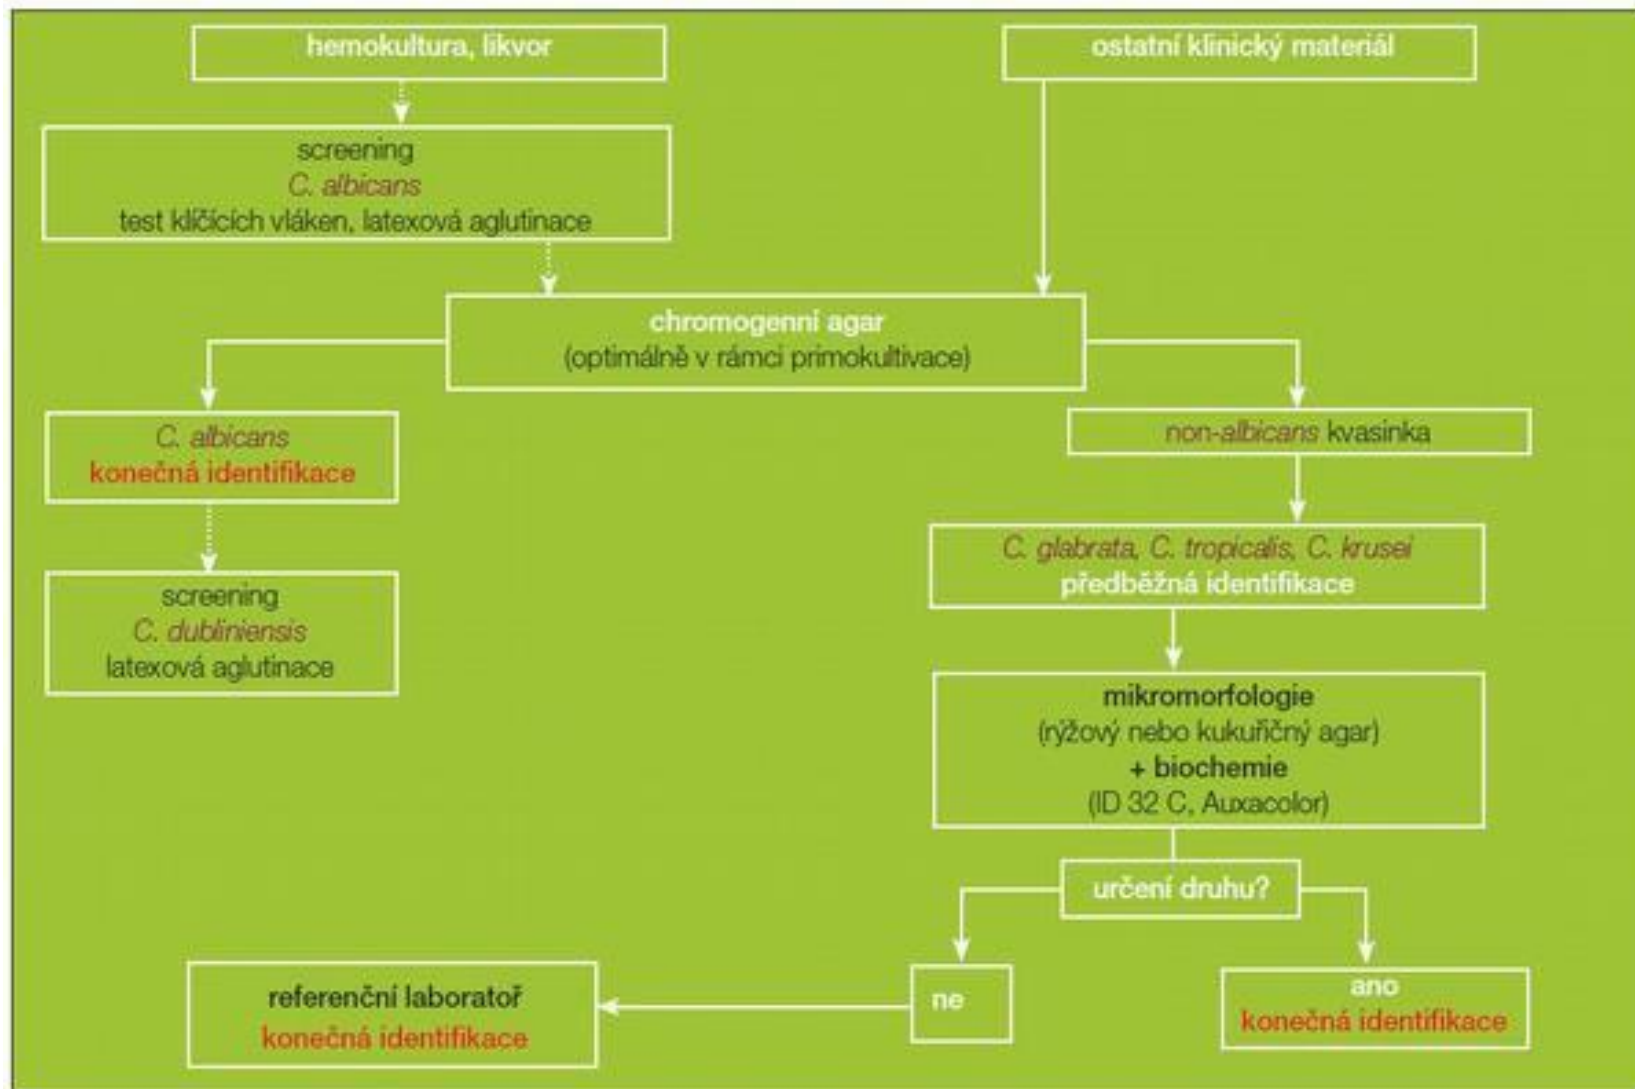 hemokultura, likvor
ostatní klinický materiál
screening
C. albicans
test klíčících vláken, latexová aglutinace
chromogenní agar
(optimálně v rámci primokultivace)
C. albicans
konečná identifikace
non-albicans kvasinka
C. glabrata, C. tropicalis, C. krusei
předběžná identifikace
screening
C. dubliniensis
latexová aglutinace
mikromorfologie
(rýžový nebo kukuřičný agar)
+ biochemie
(ID 32 C, Auxacolor)
určení druhu?
referenční laboratoř
konečná identifikace
ne
ano
konečná identifikace